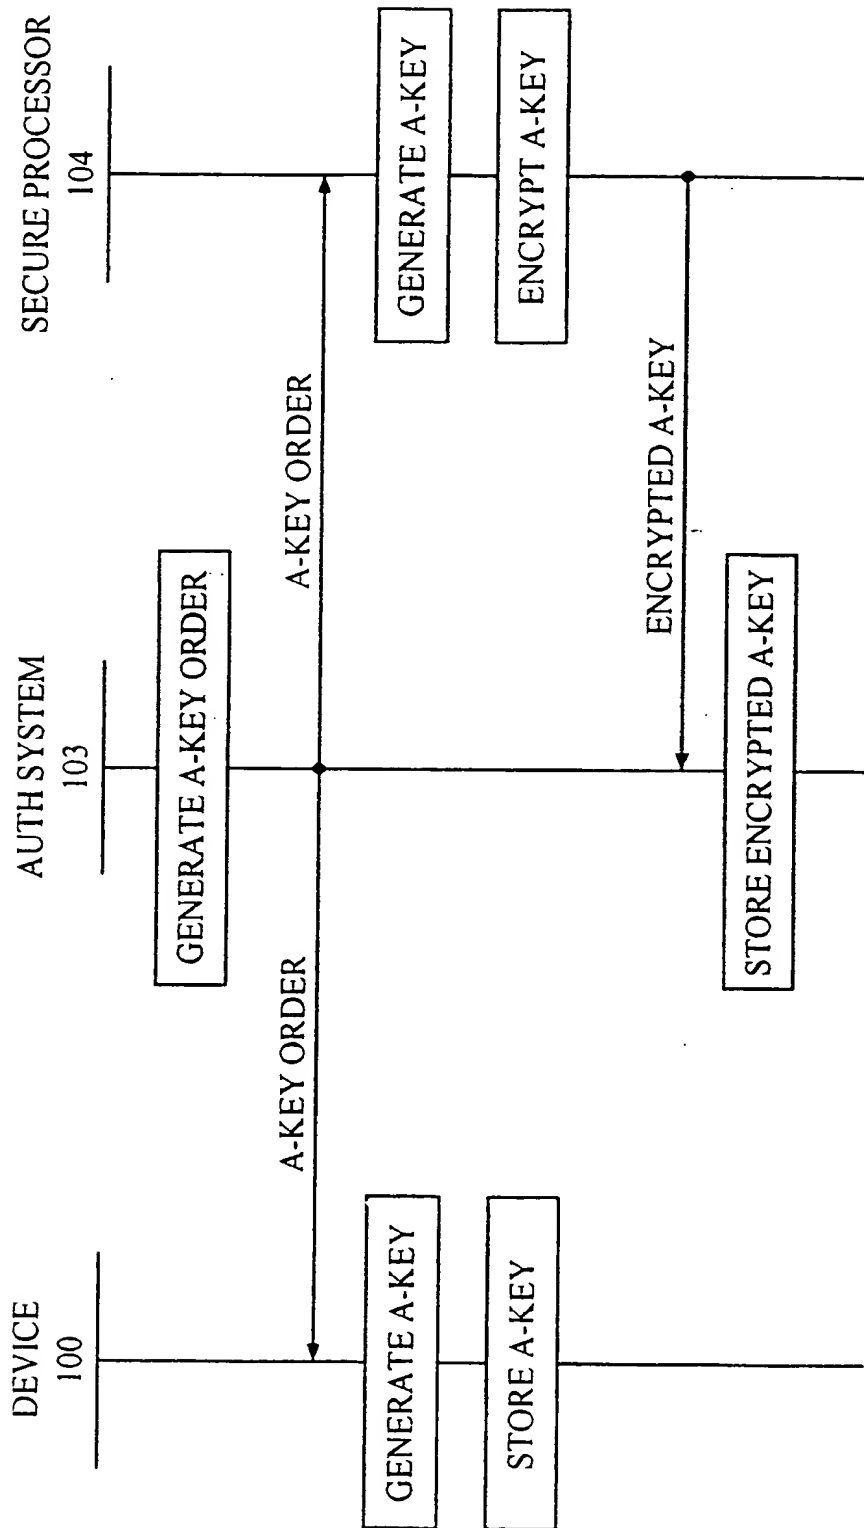 DEVICE
100
AUTH SYSTEM
103
SECURE PROCESSOR
104
GENERATE A-KEY ORDER
A-KEY ORDER
A-KEY ORDER
GENERATE A-KEY
GENERATE A-KEY
STORE A-KEY
ENCRYPT A-KEY
ENCRYPTED A-KEY
STORE ENCRYPTED A-KEY